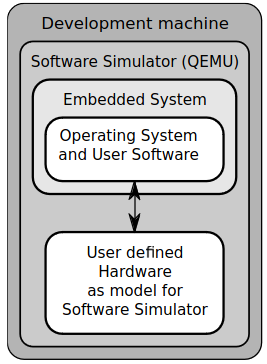 Development machine
Software Simulator (QEMU)
Embedded System
Operating System
and User Software
User defined
Hardware
as model for
Software Simulator